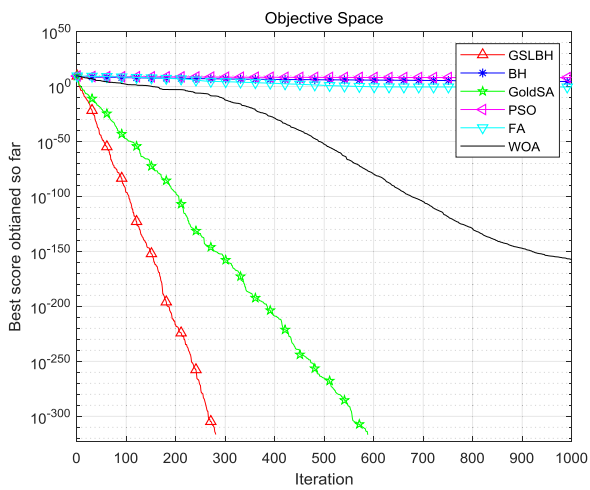 Objective Space
Best score obtianed so far
10^50
10^0
10^-50
10^-100
10^-150
10^-200
10^-250
10^-300
GSLBH
BH
GoldSA
PSO
FA
WOA
0 100 200 300 400 500 600 700 800 900 1000
Iteration